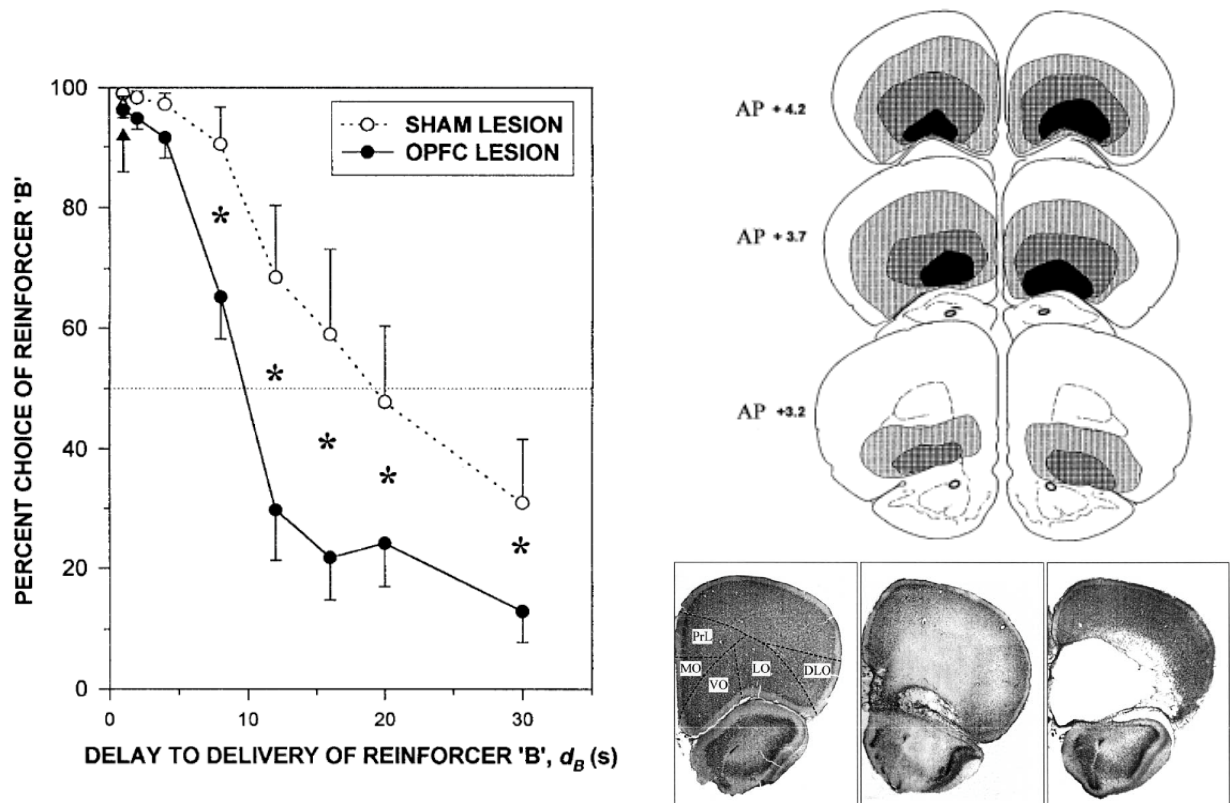 100
80
60
40
20
0
PERCENT CHOICE OF REINFORCER 'B'
SHAM LESION
OPFC LESION
*
*
*
*
*
0 10 20 30
DELAY TO DELIVERY OF REINFORCER 'B', d_B (s)
AP +4.2
AP +3.7
AP +3.2
PrL
MO
VO
LO
DLO